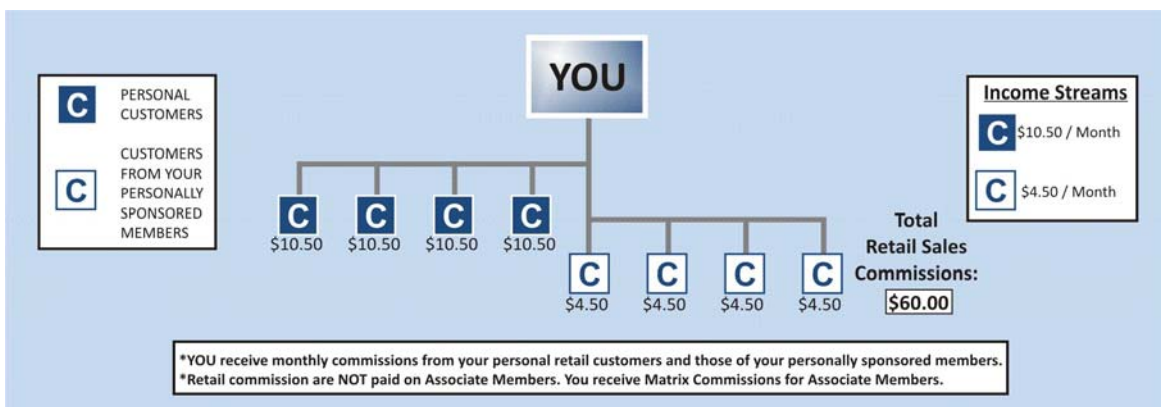 YOU
C PERSONAL
CUSTOMERS
C CUSTOMERS
FROM YOUR
PERSONALLY
SPONSORED
MEMBERS
Income Streams
C $10.50 / Month
C $4.50 / Month
C C C C
$10.50 $10.50 $10.50 $10.50
C C C C
$4.50 $4.50 $4.50 $4.50
Total
Retail Sales
Commissions:
$60.00
*YOU receive monthly commissions from your personal retail customers and those of your personally sponsored members.
*Retail commission are NOT paid on Associate Members. You receive Matrix Commissions for Associate Members.